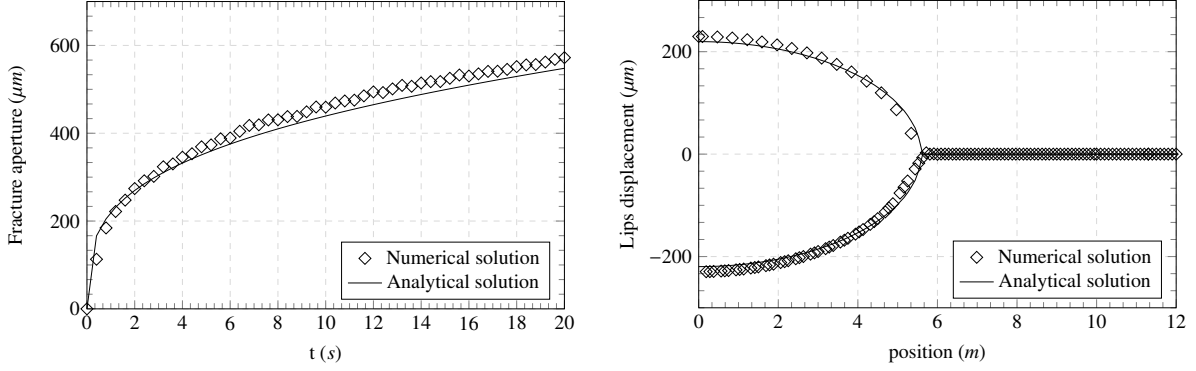 600
400
200
0
0 2 4 6 8 10 12 14 16 18 20
Fracture aperture (μm)
t (s)
Numerical solution
Analytical solution
200
0
−200
0 2 4 6 8 10 12
Lips displacement (μm)
position (m)
Numerical solution
Analytical solution